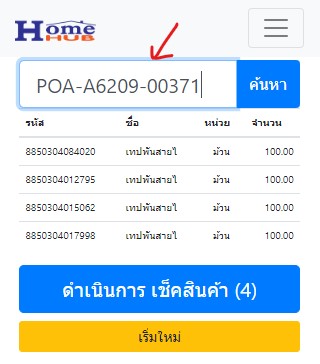 Home
HUB
POA-A6209-00371 ค้นหา
รหัส ชื่อ หน่วย จำนวน
8850304084020 เทปพันสายไ ม้วน 100.00
8850304012795 เทปพันสายไ ม้วน 100.00
8850304015062 เทปพันสายไ ม้วน 100.00
8850304017998 เทปพันสายไ ม้วน 100.00
ดำเนินการ เช็คสินค้า (4)
เริ่มใหม่